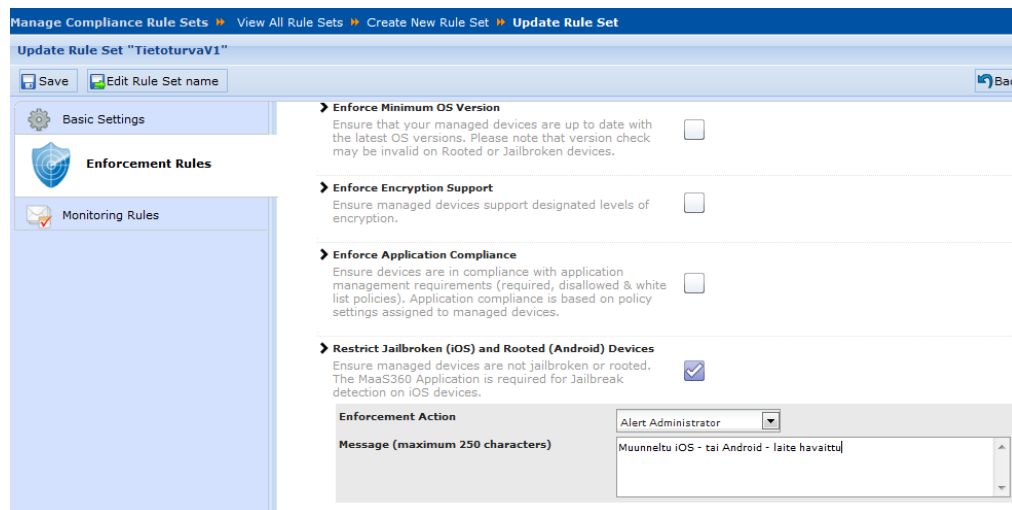 Manage Compliance Rule Sets View All Rule Sets Create New Rule Set Update Rule Set
Update Rule Set "TietoturvaV1"
Save Edit Rule Set name
Basic Settings
Enforcement Rules
Monitoring Rules
Enforce Minimum OS Version
Ensure that your managed devices are up to date with
the latest OS versions. Please note that version check
may be invalid on Rooted or Jailbroken devices.
Enforce Encryption Support
Ensure managed devices support designated levels of
encryption.
Enforce Application Compliance
Ensure devices are in compliance with application
management requirements (required, disallowed & white
list policies). Application compliance is based on policy
settings assigned to managed devices.
Restrict Jailbroken (iOS) and Rooted (Android) Devices
Ensure managed devices are not jailbroken or rooted.
The MaaS360 Application is required for Jailbreak
detection on iOS devices.
Enforcement Action Alert Administrator
Message (maximum 250 characters) Muunneltu iOS - tai Android - laite havaittu